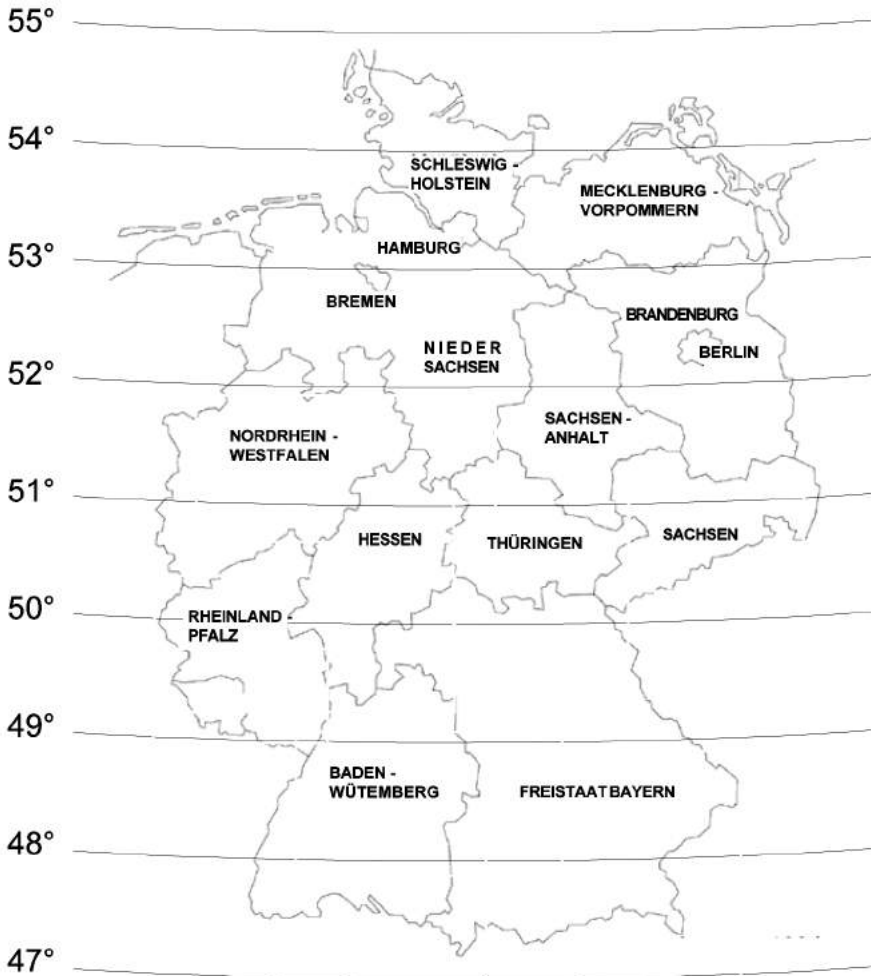 55°
54°
SCHLESWIG -
HOLSTEIN
MECKLENBURG -
VORPOMMERN
53°
HAMBURG
BREMEN
BRANDENBURG
NIEDER
SACHSEN
BERLIN
52°
SACHSEN -
ANHALT
NORDRHEIN -
WESTFALEN
51°
HESSEN
THÜRINGEN
SACHSEN
50°
RHEINLAND -
PFALZ
49°
BADEN -
WÜTEMBERG
FREISTAAT BAYERN
48°
47°